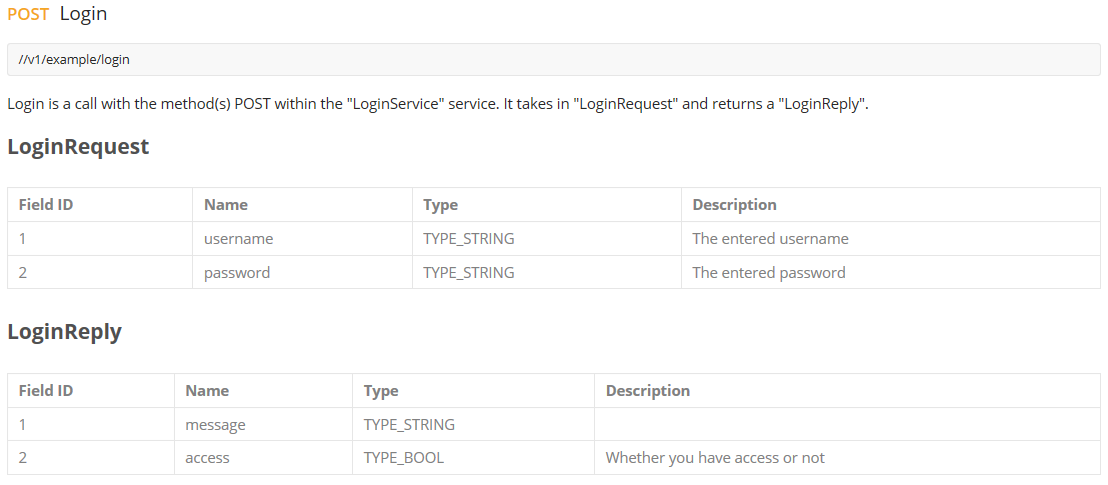 POST Login
//v1/example/login
Login is a call with the method(s) POST within the "LoginService" service. It takes in "LoginRequest" and returns a "LoginReply".
LoginRequest
Field ID Name Type Description
1 username TYPE_STRING The entered username
2 password TYPE_STRING The entered password
LoginReply
Field ID Name Type Description
1 message TYPE_STRING
2 access TYPE_BOOL Whether you have access or not